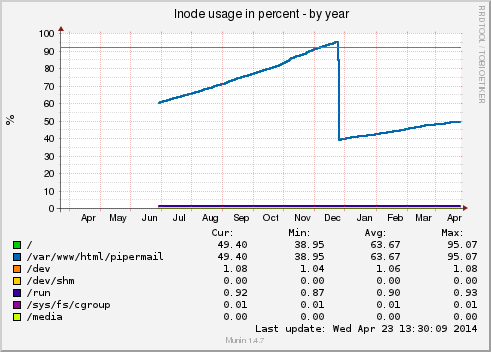 Inode usage in percent - by year
RRDTOOL / TOBI OETIKER
%
100
90
80
70
60
50
40
30
20
10
0
Apr May Jun Jul Aug Sep Oct Nov Dec Jan Feb Mar Apr
Cur: Min: Avg: Max:
/ 49.40 38.95 63.67 95.07
/var/www/html/pipermail 49.40 38.95 63.67 95.07
/dev 1.08 1.04 1.06 1.08
/dev/shm 0.00 0.00 0.00 0.00
/run 0.92 0.87 0.90 0.93
/sys/fs/cgroup 0.01 0.01 0.01 0.01
/media 0.00 0.00 0.00 0.00
Last update: Wed Apr 23 13:30:09 2014
Munin 1.4.7